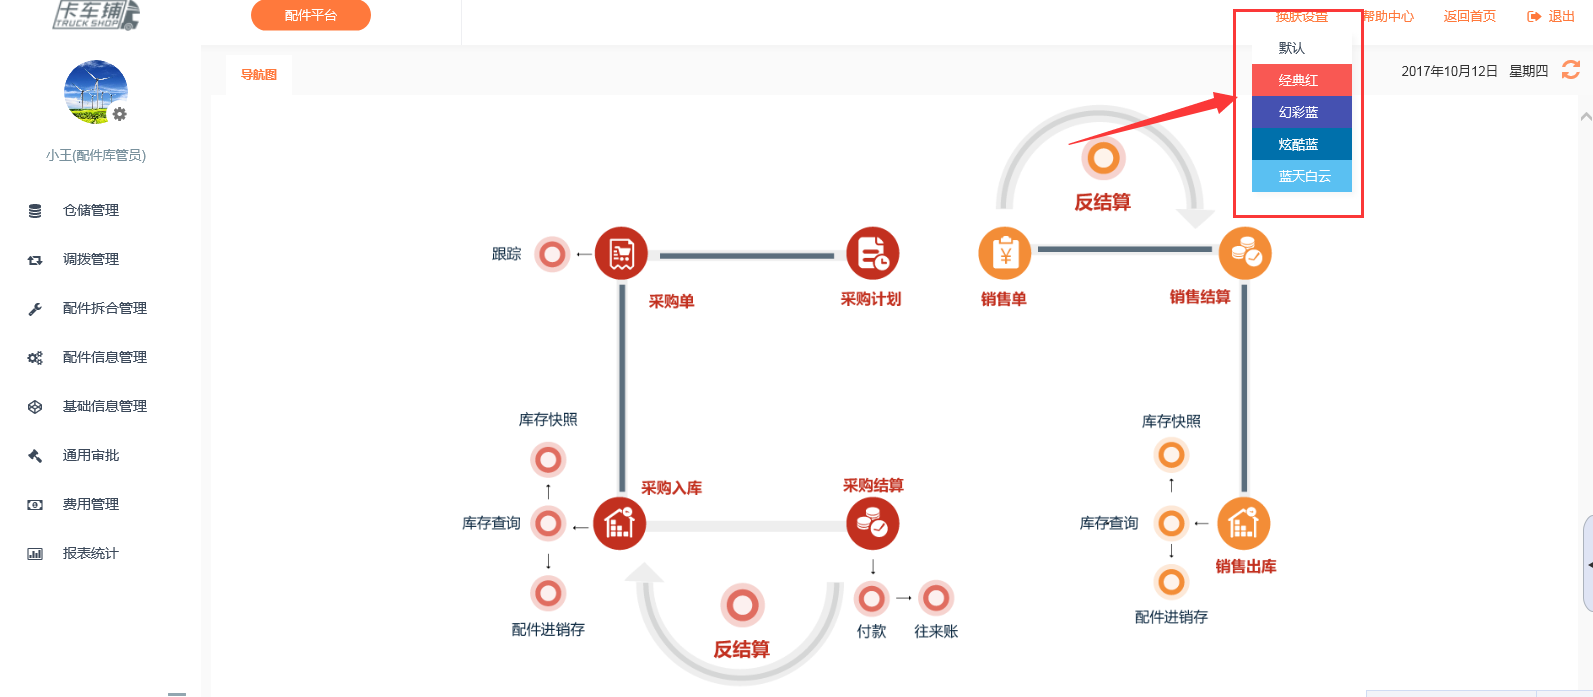 卡车铺
TRUCK SHOP
配件平台
换肤设置
帮助中心
返回首页
退出
默认
经典红
幻彩蓝
炫酷蓝
蓝天白云
导航图
2017年10月12日 星期四
小王(配件库管员)
仓储管理
调拨管理
配件拆合管理
配件信息管理
基础信息管理
通用审批
费用管理
报表统计
反结算
跟踪
采购单
采购计划
销售单
销售结算
库存快照
采购入库
采购结算
库存查询
配件进销存
反结算
付款
往来账
库存快照
库存查询
销售出库
配件进销存